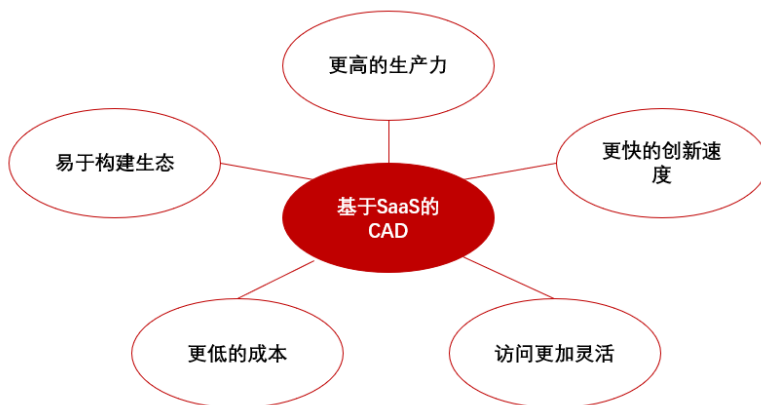 更高的生产力
易于构建生态
更快的创新速
度
基于SaaS的
CAD
更低的成本
访问更加灵活